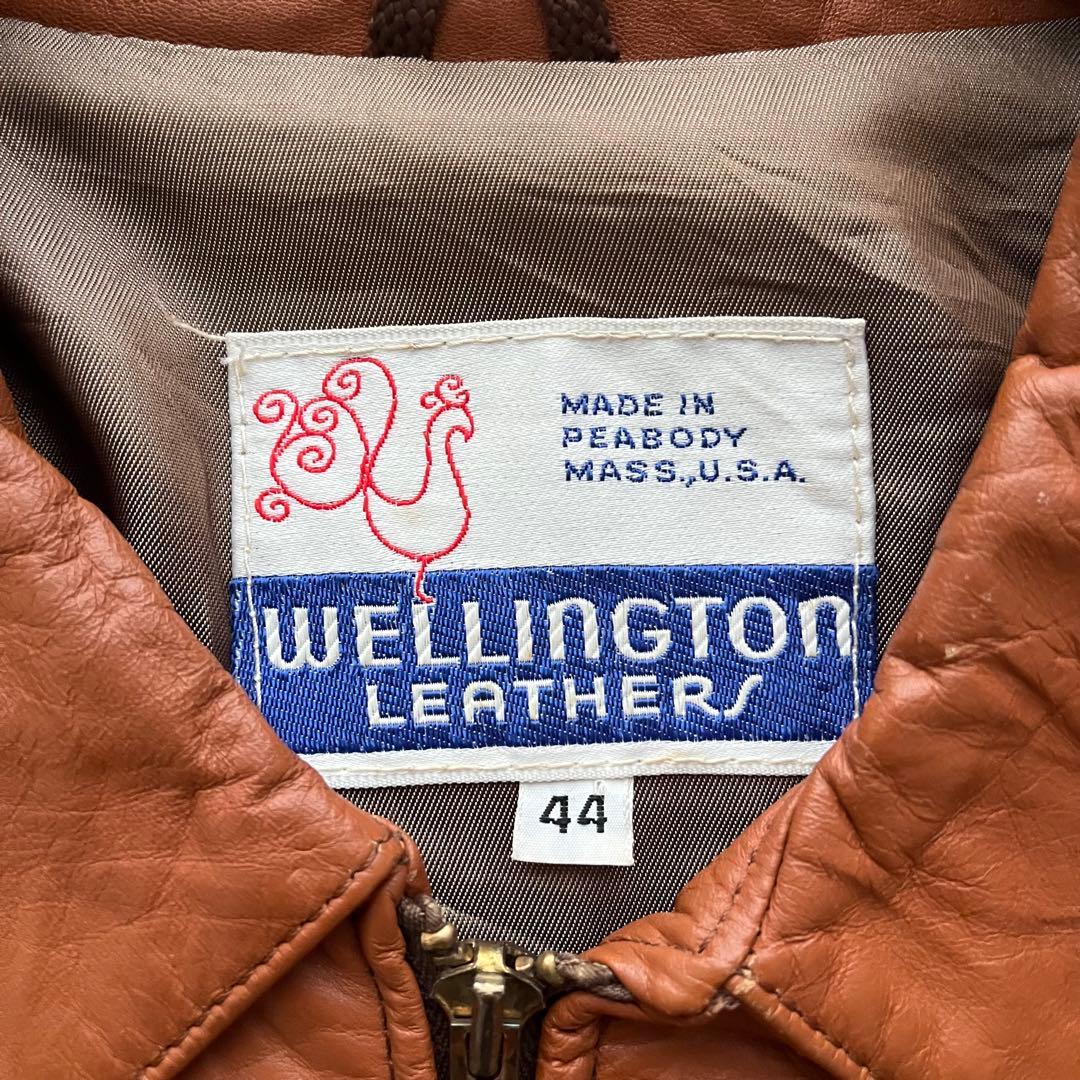 MADE IN
PEABODY
MASS., U.S.A.
WELLINGTON
LEATHERS
44